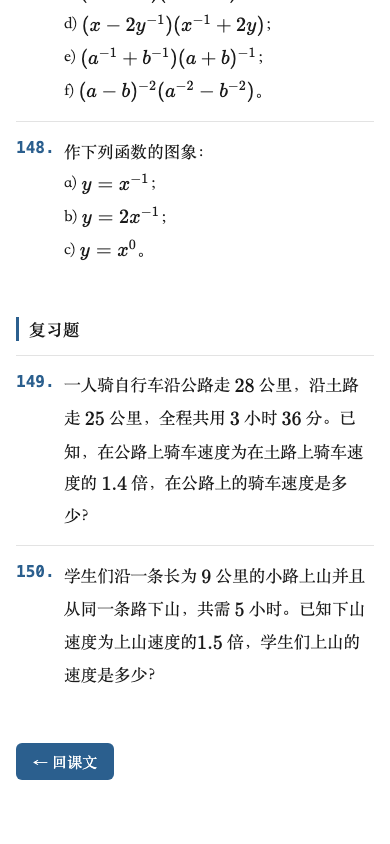 d) (x − 2y⁻¹)(x⁻¹ + 2y);
e) (a⁻¹ + b⁻¹)(a + b)⁻¹;
f) (a − b)⁻²(a⁻² − b⁻²)。
148. 作下列函数的图象：
a) y = x⁻¹;
b) y = 2x⁻¹;
c) y = x⁰。
复习题
149. 一人骑自行车沿公路走 28 公里，沿土路
走 25 公里，全程共用 3 小时 36 分。已
知，在公路上骑车速度为在土路上骑车速
度的 1.4 倍，在公路上的骑车速度是多
少?
150. 学生们沿一条长为 9 公里的小路上山并且
从同一条路下山，共需 5 小时。已知下山
速度为上山速度的1.5 倍，学生们上山的
速度是多少?
← 回课文